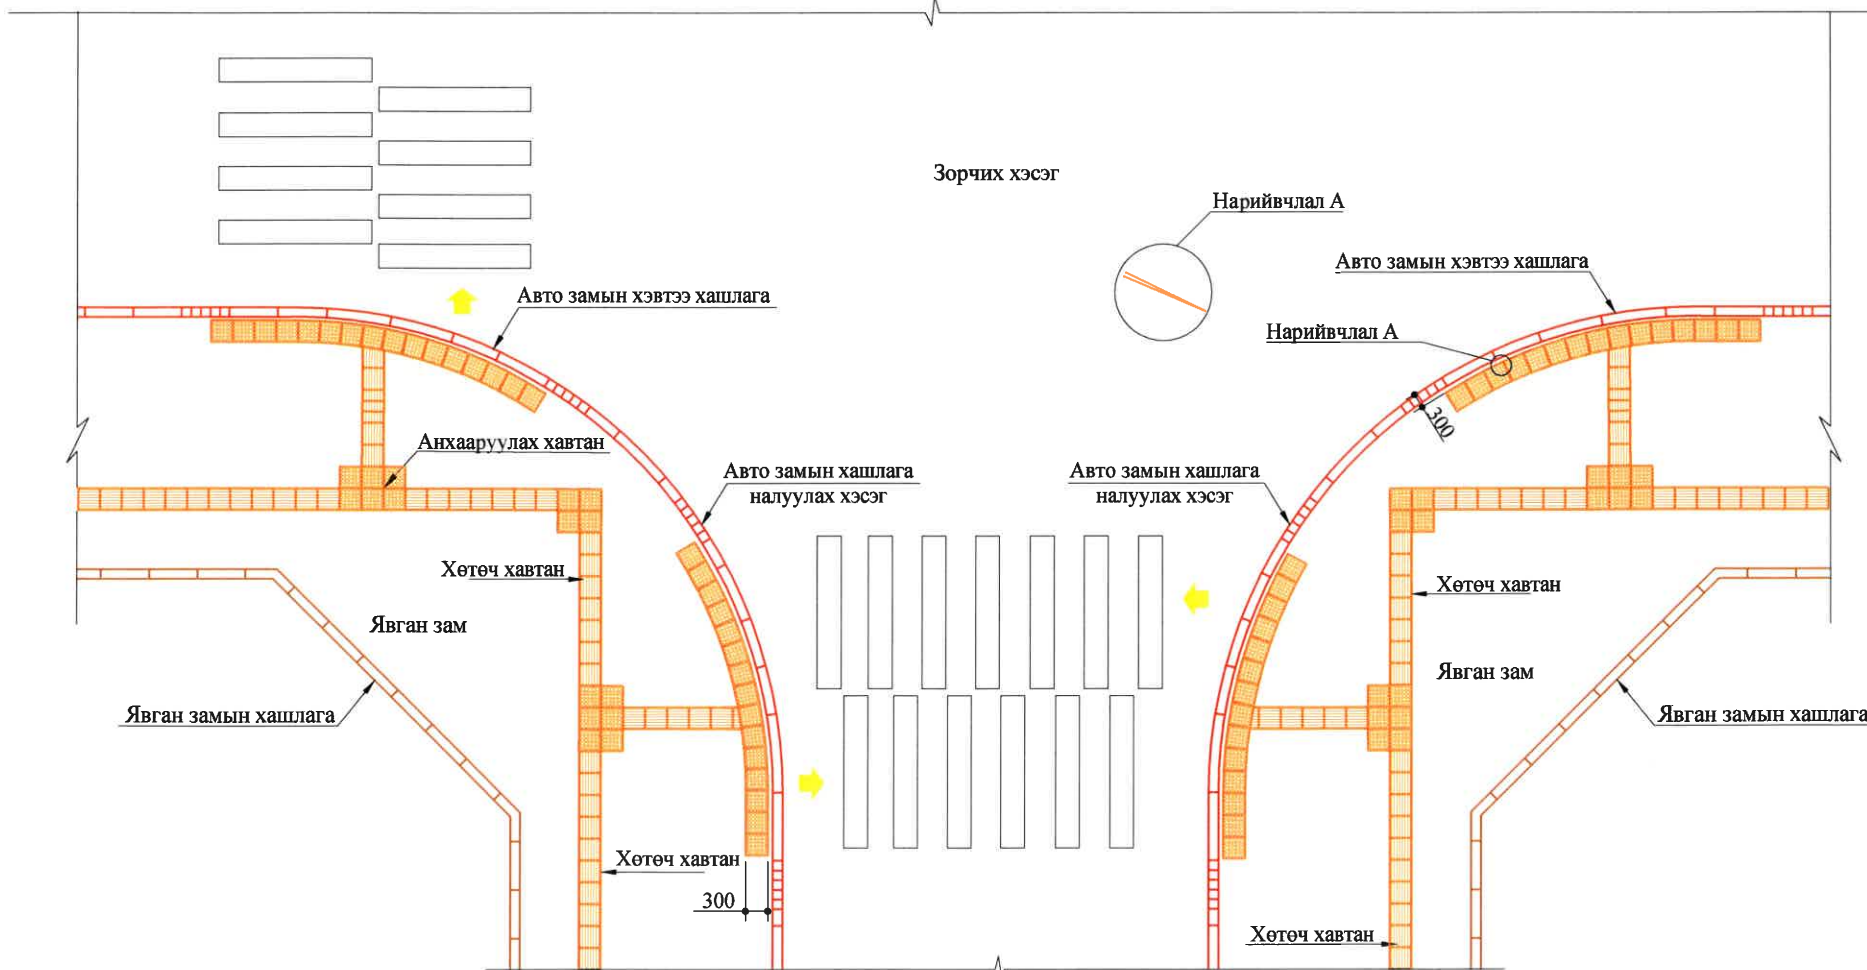 Зорчих хэсэг
Нарийвчлал А
Авто замын хэвтээ хашлага
Авто замын хэвтээ хашлага
Нарийвчлал А
300
Анхааруулах хавтан
Авто замын хашлага
налуулах хэсэг
Авто замын хашлага
налуулах хэсэг
Хөтөч хавтан
Хөтөч хавтан
Явган зам
Явган зам
Явган замын хашлага
Явган замын хашлага
Хөтөч хавтан
300
Хөтөч хавтан